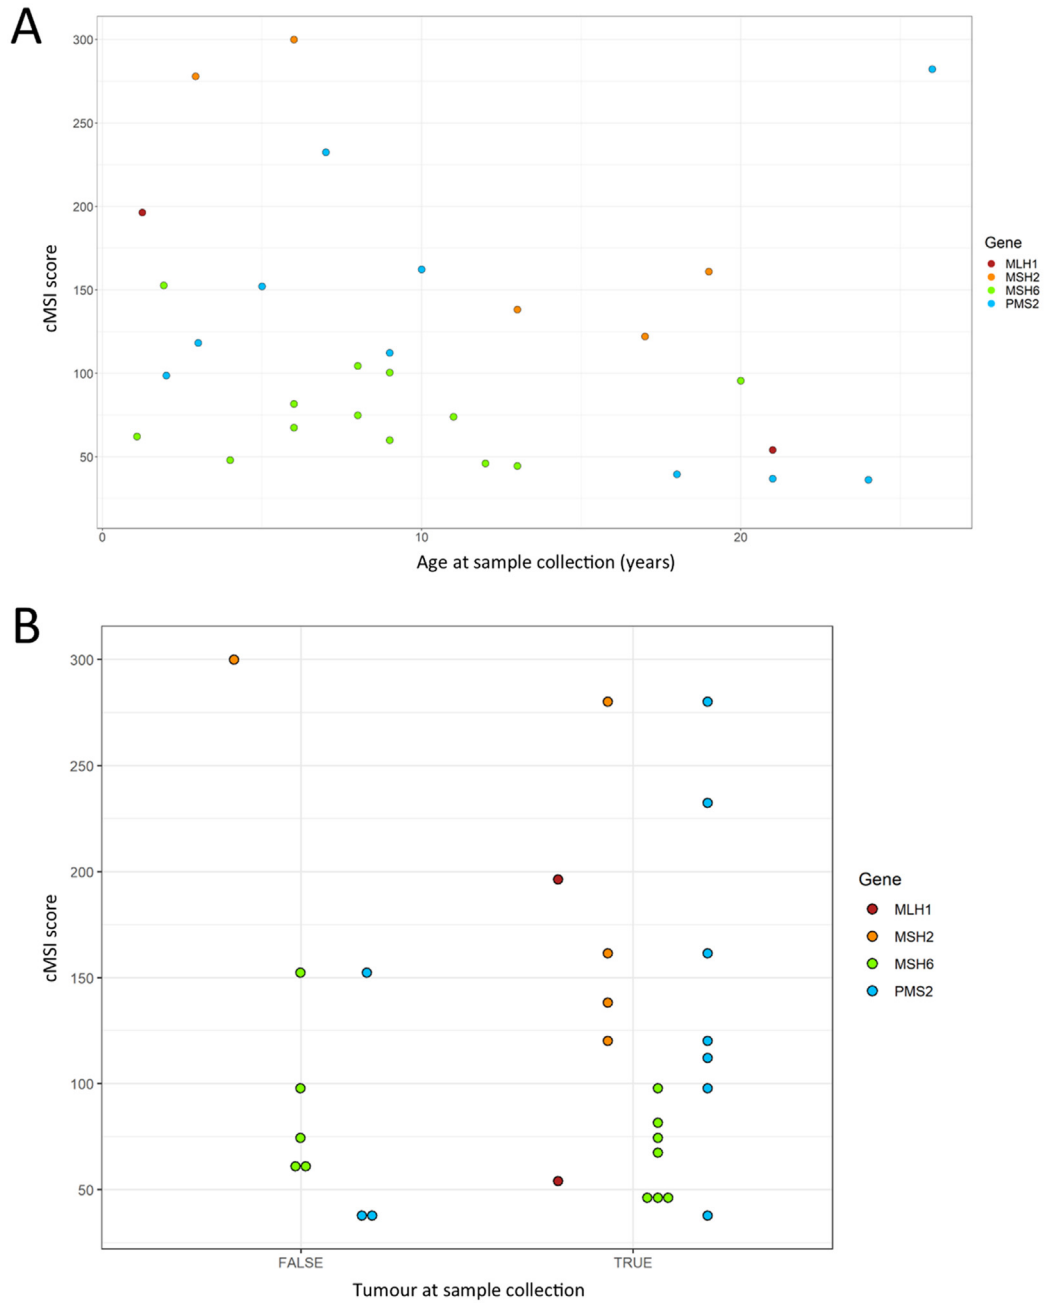 A
300
250
200
150
100
50
cMSI score
0
10
20
Age at sample collection (years)
Gene
MLH1
MSH2
MSH6
PMS2
B
300
250
200
150
100
50
cMSI score
FALSE
TRUE
Tumour at sample collection
Gene
MLH1
MSH2
MSH6
PMS2